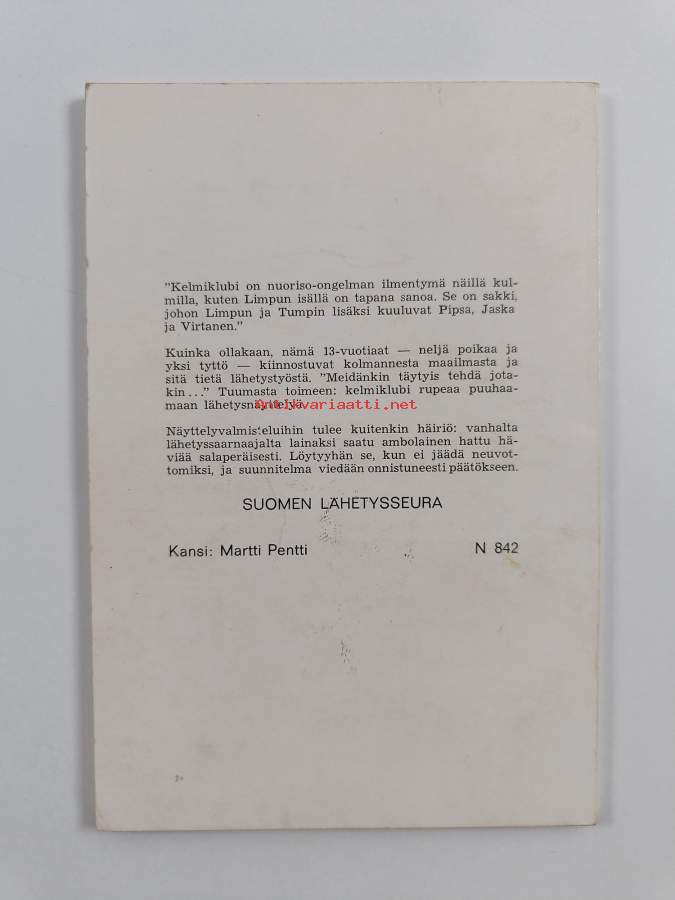 "Kelmiklubi on nuoriso-ongelman ilmentymä näillä kul-
milla, kuten Limpun isällä on tapana sanoa. Se on sakki,
johon Limpun ja Tumpin lisäksi kuuluvat Pipsa, Jaska
ja Virtanen."
Kuinka ollakaan, nämä 13-vuotiaat — neljä poikaa ja
yksi tyttö — kiinnostuvat kolmannesta maailmasta ja
sitä tietä lähetystyöstä. "Meidänkin täytyis tehdä jota-
kin..." Tuumasta toimeen: kelmiklubi rupeaa puuhaa-
maan lähetysnäyttelyä.
Antikvariaatti.net
Näyttelyvalmisteluihin tulee kuitenkin häiriö: vanhalta
lähetyssaarnaajalta lainaksi saatu ambolainen hattu hä-
viää salaperäisesti. Löytyyhän se, kun ei jäädä neuvot-
tomiksi, ja suunnitelma viedään onnistuneesti päätökseen.
SUOMEN LÄHETYSSEURA
Kansi: Martti Pentti N 842